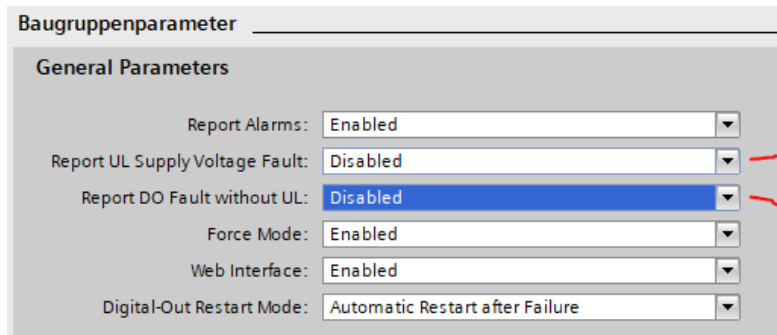 Baugruppenparameter
General Parameters
Report Alarms: Enabled
Report UL Supply Voltage Fault: Disabled
Report DO Fault without UL: Disabled
Force Mode: Enabled
Web Interface: Enabled
Digital-Out Restart Mode: Automatic Restart after Failure